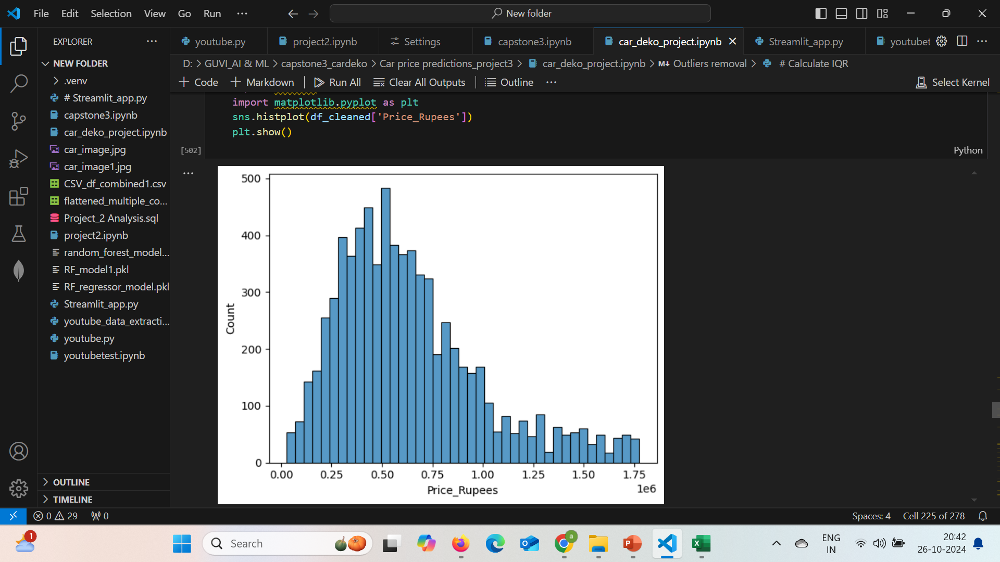 File Edit Selection View Go Run ···
New folder
EXPLORER
youtube.py
project2.ipynb
Settings
capstone3.ipynb
car_deko_project.ipynb
Streamlit_app.py
youtubet
D: > GUVI_AI & ML > capstone3_cardeko > Car price predictions_project3 > car_deko_project.ipynb > M↓ Outliers removal > # Calculate IQR
+ Code + Markdown Run All Clear All Outputs Outline ···
Select Kernel
NEW FOLDER
.venv
# Streamlit_app.py
capstone3.ipynb
car_deko_project.ipynb
car_image.jpg
car_image1.jpg
CSV_df_combined1.csv
flattened_multiple_co...
Project_2 Analysis.sql
project2.ipynb
random_forest_model...
RF_model1.pkl
RF_regressor_model.pkl
Streamlit_app.py
youtube_data_extracti...
youtube.py
youtubetest.ipynb
OUTLINE
TIMELINE
import matplotlib.pyplot as plt
sns.histplot(df_cleaned['Price_Rupees'])
plt.show()
[502]
Python
500
400
300
200
100
0
Count
0.00 0.25 0.50 0.75 1.00 1.25 1.50 1.75
1e6
Price_Rupees
0 29 0
Spaces: 4 Cell 225 of 278
1
Search
a
ENG
IN
20:42
26-10-2024